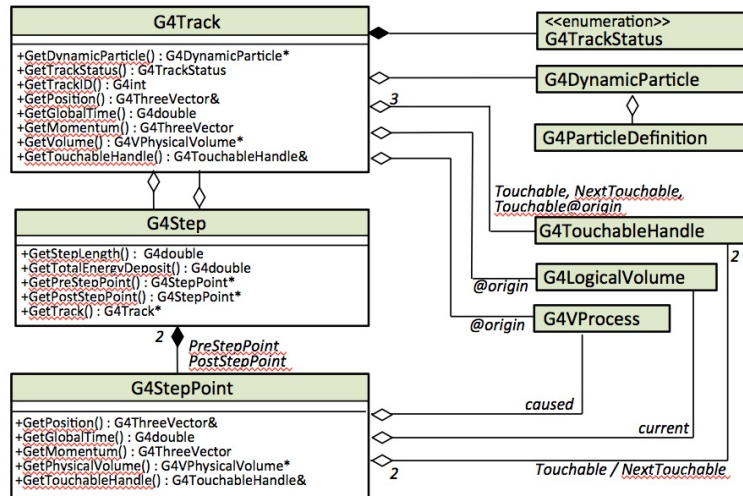 G4Track
+GetDynamicParticle() : G4DynamicParticle*
+GetTrackStatus() : G4TrackStatus
+GetTrackID() : G4int
+GetPosition() : G4ThreeVector&
+GetGlobalTime() : G4double
+GetMomentum() : G4ThreeVector
+GetVolume() : G4VPhysicalVolume*
+GetTouchableHandle() : G4TouchableHandle&
<<enumeration>>
G4TrackStatus
G4DynamicParticle
G4ParticleDefinition
3
Touchable, NextTouchable,
Touchable@origin
G4TouchableHandle
2
G4LogicalVolume
@origin
G4VProcess
@origin
G4Step
+GetStepLength() : G4double
+GetTotalEnergyDeposit() : G4double
+GetPreStepPoint() : G4StepPoint*
+GetPostStepPoint() : G4StepPoint*
+GetTrack() : G4Track*
2
PreStepPoint
PostStepPoint
G4StepPoint
+GetPosition() : G4ThreeVector&
+GetGlobalTime() : G4double
+GetMomentum() : G4ThreeVector
+GetPhysicalVolume() : G4VPhysicalVolume*
+GetTouchableHandle() : G4TouchableHandle&
caused
current
2
Touchable / NextTouchable